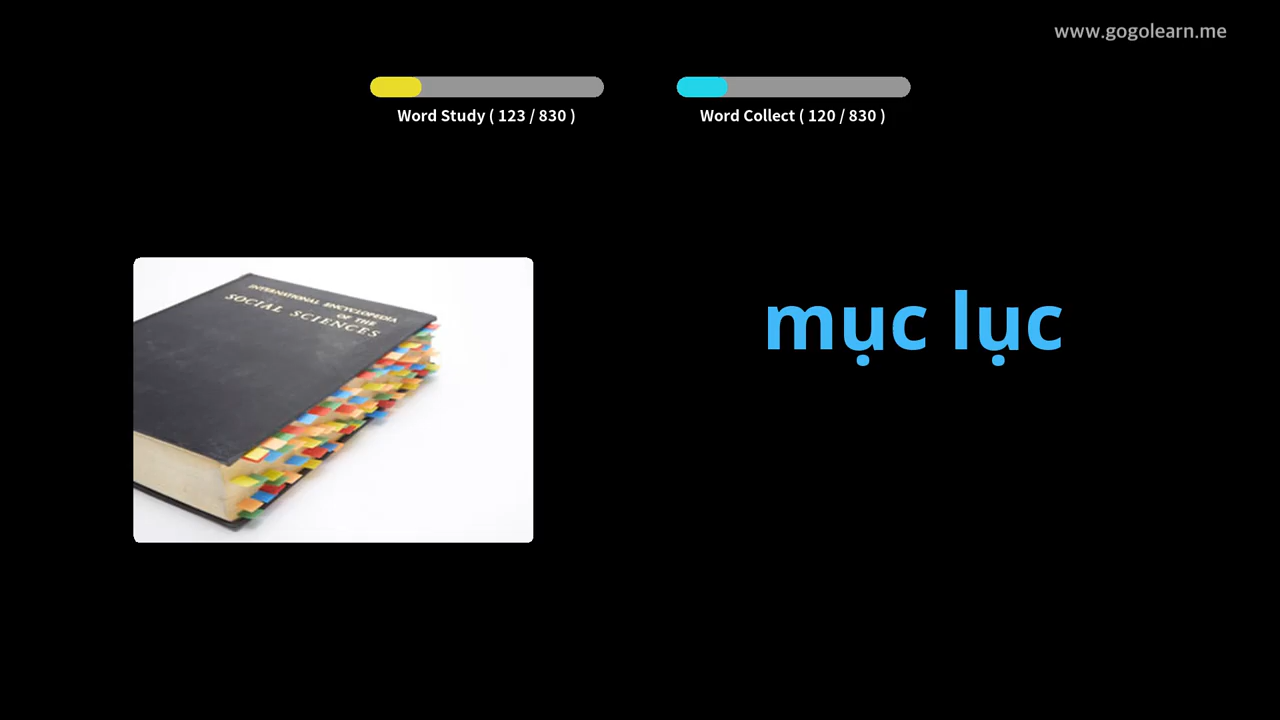 www.gogolearn.me
Word Study ( 123 / 830 )
Word Collect ( 120 / 830 )
INTERNATIONAL ENCYCLOPEDIA
OF THE
SOCIAL SCIENCES
mục lục